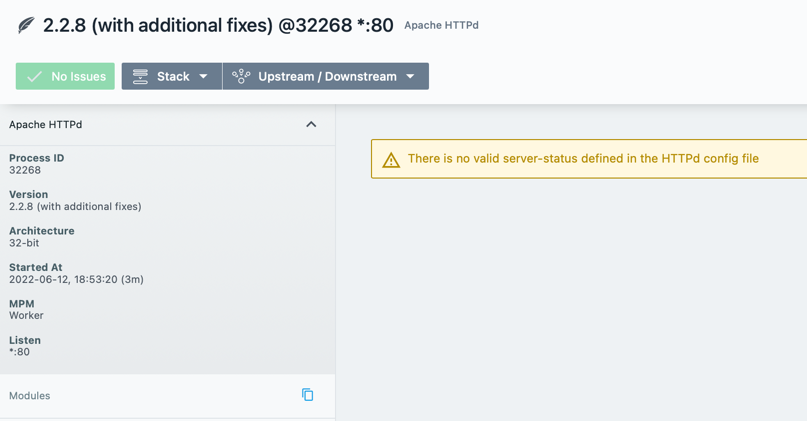 2.2.8 (with additional fixes) @32268 *:80 Apache HTTPd
No Issues Stack Upstream / Downstream
Apache HTTPd
There is no valid server-status defined in the HTTPd config file
Process ID
32268
Version
2.2.8 (with additional fixes)
Architecture
32-bit
Started At
2022-06-12, 18:53:20 (3m)
MPM
Worker
Listen
*:80
Modules